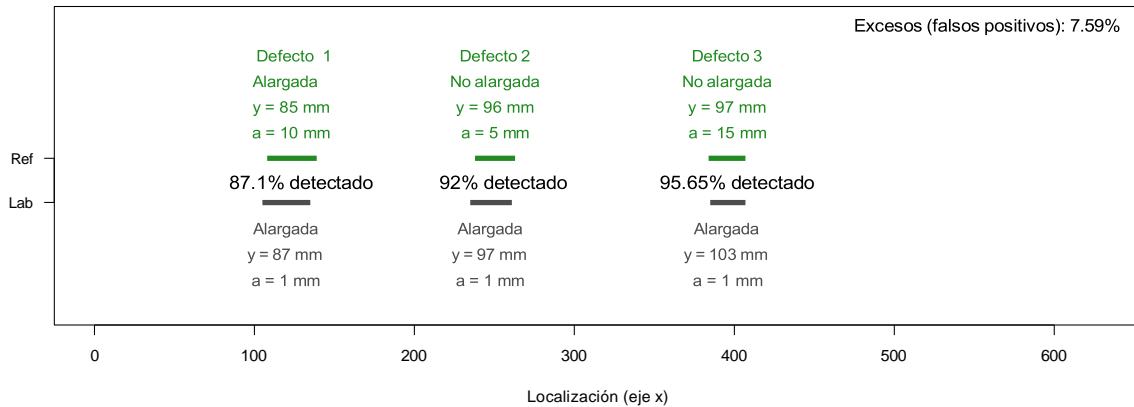 Excesos (falsos positivos): 7.59%
Defecto 1
Alargada
y = 85 mm
a = 10 mm
Defecto 2
No alargada
y = 96 mm
a = 5 mm
Defecto 3
No alargada
y = 97 mm
a = 15 mm
Ref
87.1% detectado
92% detectado
95.65% detectado
Lab
Alargada
y = 87 mm
a = 1 mm
Alargada
y = 97 mm
a = 1 mm
Alargada
y = 103 mm
a = 1 mm
0 100 200 300 400 500 600
Localización (eje x)